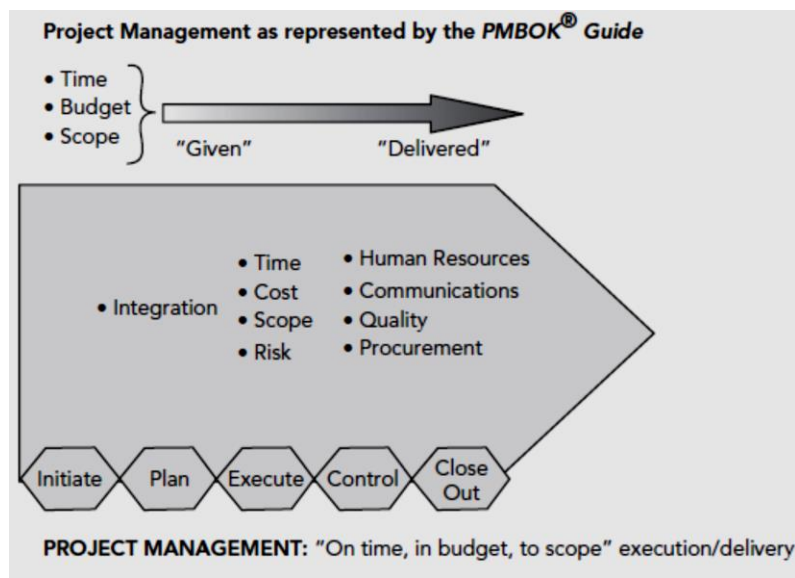 Project Management as represented by the PMBOK® Guide
• Time
• Budget
• Scope
"Given"
"Delivered"
• Integration
• Time
• Cost
• Scope
• Risk
• Human Resources
• Communications
• Quality
• Procurement
Initiate
Plan
Execute
Control
Close
Out
PROJECT MANAGEMENT: "On time, in budget, to scope" execution/delivery